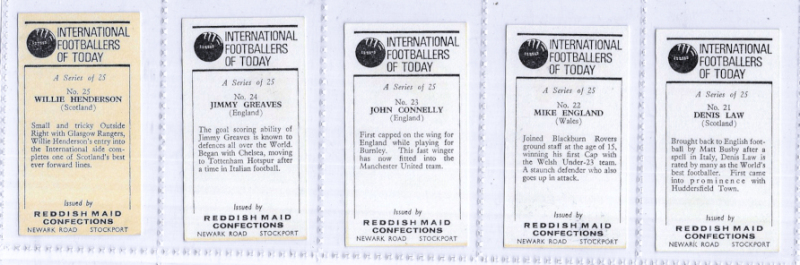 INTERNATIONAL
FOOTBALLERS
OF TODAY
A Series of 25
No. 25
WILLIE HENDERSON
(Scotland)
Small and tricky Outside
Right with Glasgow Rangers,
Willie Henderson's entry into
the International side com-
pletes one of Scotland's best
ever forward lines.
Issued by
REDDISH MAID
CONFECTIONS
NEWARK ROAD STOCKPORT
INTERNATIONAL
FOOTBALLERS
OF TODAY
A Series of 25
No. 24
JIMMY GREAVES
(England)
The goal scoring ability of
Jimmy Greaves is known to
defences all over the World.
Began with Chelsea, moving
to Tottenham Hotspur after
a time in Italian football.
Issued by
REDDISH MAID
CONFECTIONS
NEWARK ROAD STOCKPORT
INTERNATIONAL
FOOTBALLERS
OF TODAY
A Series of 25
No. 23
JOHN CONNELLY
(England)
First capped on the wing for
England while playing for
Burnley. This fast winger
has now fitted into the
Manchester United team.
Issued by
REDDISH MAID
CONFECTIONS
NEWARK ROAD STOCKPORT
INTERNATIONAL
FOOTBALLERS
OF TODAY
A Series of 25
No. 22
MIKE ENGLAND
(Wales)
Joined Blackburn Rovers
ground staff at the age of 15,
winning his first Cap with
the Welsh Under-23 team.
A staunch defender who also
goes up in attack.
Issued by
REDDISH MAID
CONFECTIONS
NEWARK ROAD STOCKPORT
INTERNATIONAL
FOOTBALLERS
OF TODAY
A Series of 25
No. 21
DENIS LAW
(Scotland)
Brought back to English foot-
ball by Matt Busby after a
spell in Italy, Denis Law is
rated by many as the World's
best footballer. First came
into prominence with
Huddersfield Town.
Issued by
REDDISH MAID
CONFECTIONS
NEWARK ROAD STOCKPORT